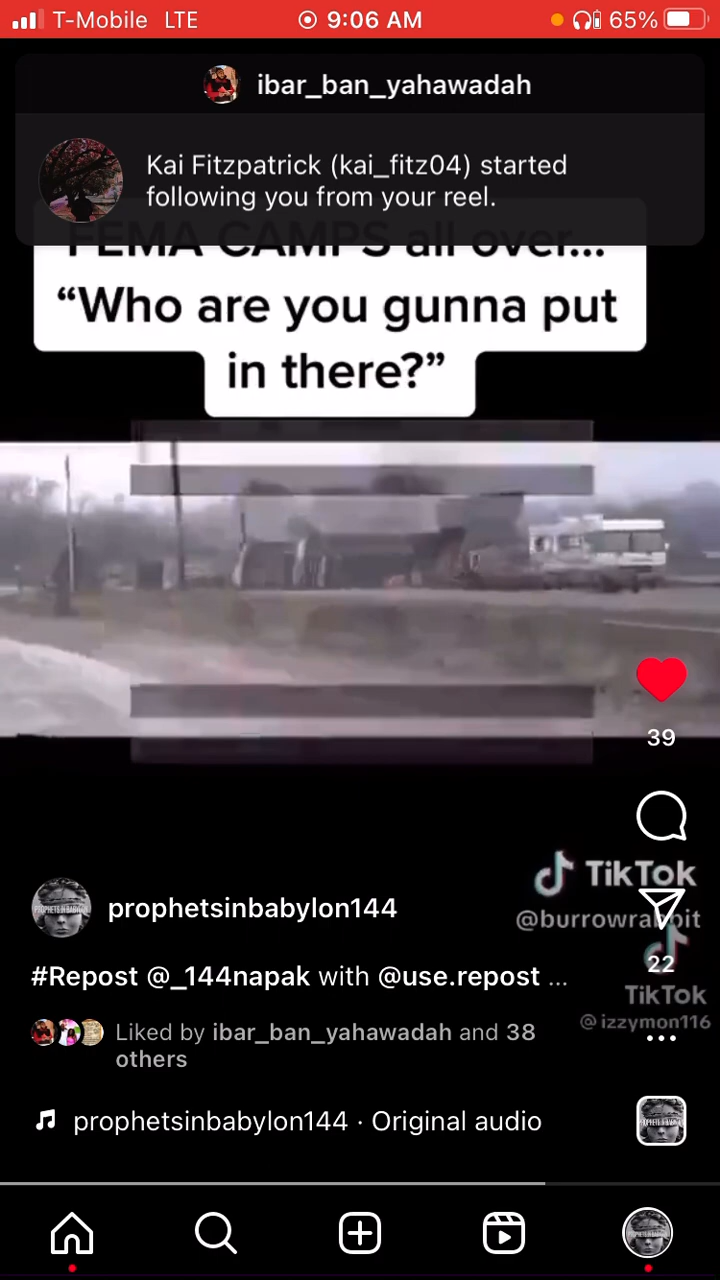 T-Mobile LTE 9:06 AM 65%
ibar_ban_yahawadah
Kai Fitzpatrick (kai_fitz04) started
following you from your reel.
FEMA CAMPS all over...
“Who are you gunna put
in there?”
39
TikTok
@burrowrabbit
prophetsinbabylon144
22
#Repost @_144napak with @use.repost ...
TikTok
@izzymon116
Liked by ibar_ban_yahawadah and 38
others
prophetsinbabylon144 · Original audio